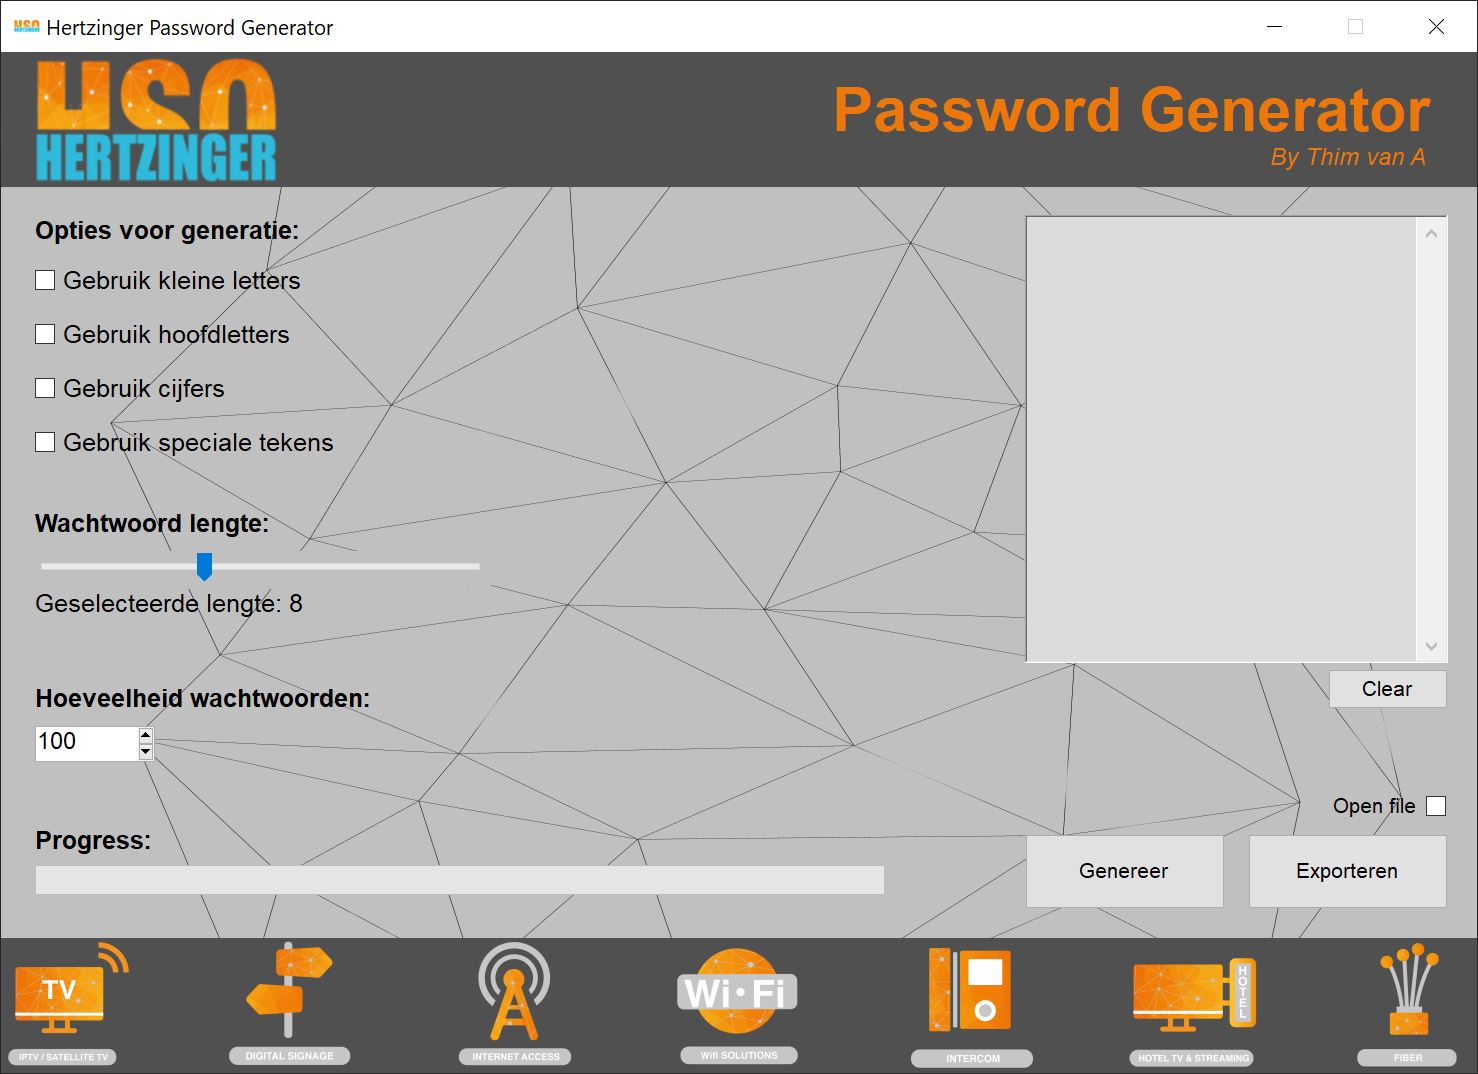 HSO HERTZINGER Hertzinger Password Generator
HSO
HERTZINGER
Password Generator
By Thim van A
Opties voor generatie:
Gebruik kleine letters
Gebruik hoofdletters
Gebruik cijfers
Gebruik speciale tekens
Wachtwoord lengte:
Geselecteerde lengte: 8
Hoeveelheid wachtwoorden:
100
Clear
Open file
Progress:
Genereer
Exporteren
TV
Wi•Fi
HOTEL
IPTV / SATELLITE TV
DIGITAL SIGNAGE
INTERNET ACCESS
Wifi SOLUTIONS
INTERCOM
HOTEL TV & STREAMING
FIBER